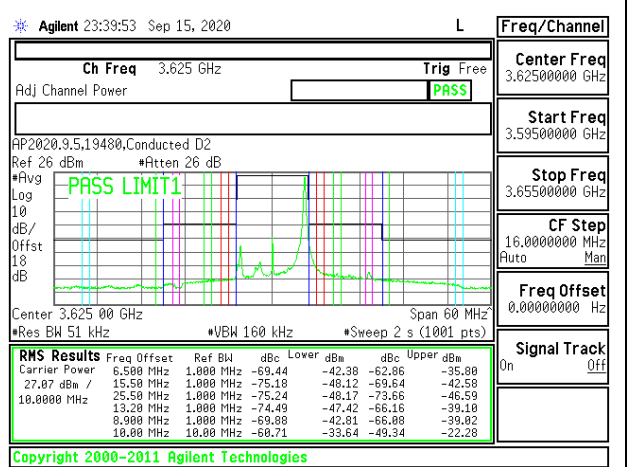 Agilent 23:39:53 Sep 15, 2020 L
Freq/Channel
Ch Freq 3.625 GHz Trig Free
Adj Channel Power PASS
Center Freq
3.62500000 GHz
Start Freq
3.59500000 GHz
Stop Freq
3.65500000 GHz
CF Step
16.0000000 MHz
Auto Man
Freq Offset
0.00000000 Hz
Signal Track
On Off
AP2020.9.5,19480,Conducted D2
Ref 26 dBm #Atten 26 dB
#Avg
Log
10
dB/
Offst
18
dB
PASS LIMIT1
Center 3.625 00 GHz Span 60 MHz
#Res BW 51 kHz #VBW 160 kHz #Sweep 2 s (1001 pts)
RMS Results Freq Offset Ref BW dBc Lower dBm dBc Upper dBm
Carrier Power 6.500 MHz 1.000 MHz -69.44 -42.38 -62.86 -35.80
27.07 dBm / 15.50 MHz 1.000 MHz -75.18 -48.12 -69.64 -42.58
10.0000 MHz 25.50 MHz 1.000 MHz -75.24 -48.17 -73.66 -46.59
13.20 MHz 1.000 MHz -74.49 -47.42 -66.16 -39.10
8.900 MHz 1.000 MHz -69.88 -42.81 -66.08 -39.02
10.00 MHz 10.00 MHz -60.71 -33.64 -49.34 -22.28
Copyright 2000-2011 Agilent Technologies